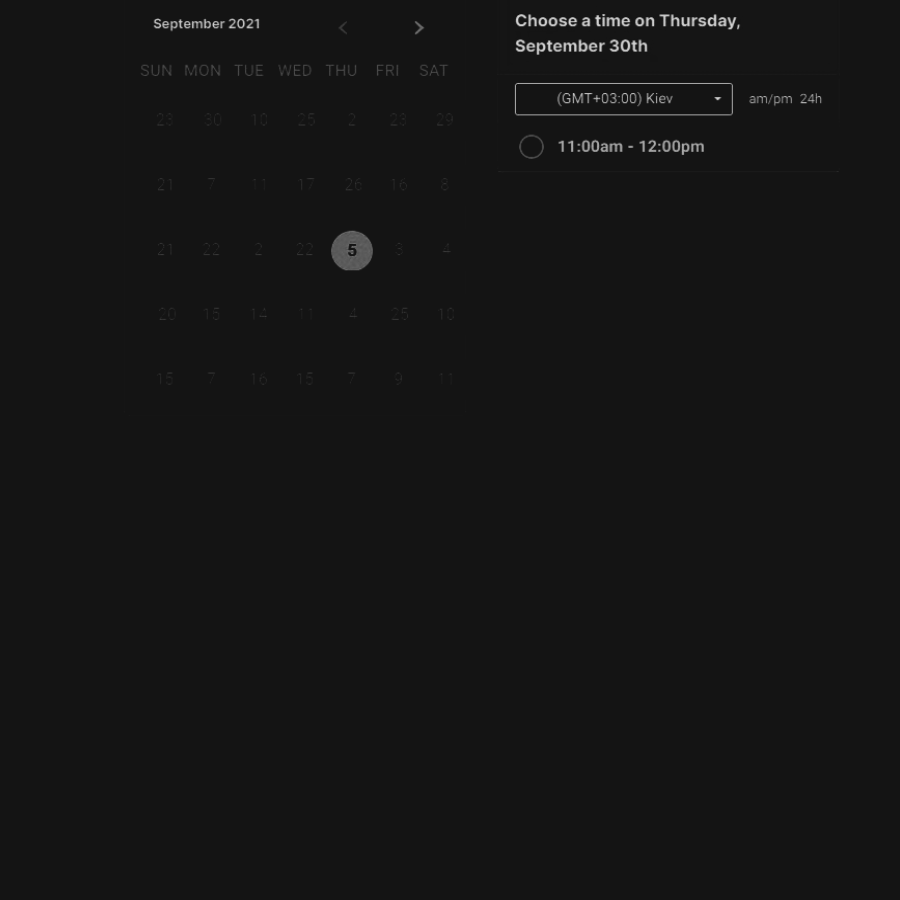 September 2021
SUN MON TUE WED THU FRI SAT
23 30 10 25 2 23 29
21 7 11 17 26 16 8
21 22 2 22 5 3 4
20 15 14 11 4 25 10
15 7 16 15 7 9 11
Choose a time on Thursday,
September 30th
(GMT+03:00) Kiev am/pm 24h
11:00am - 12:00pm